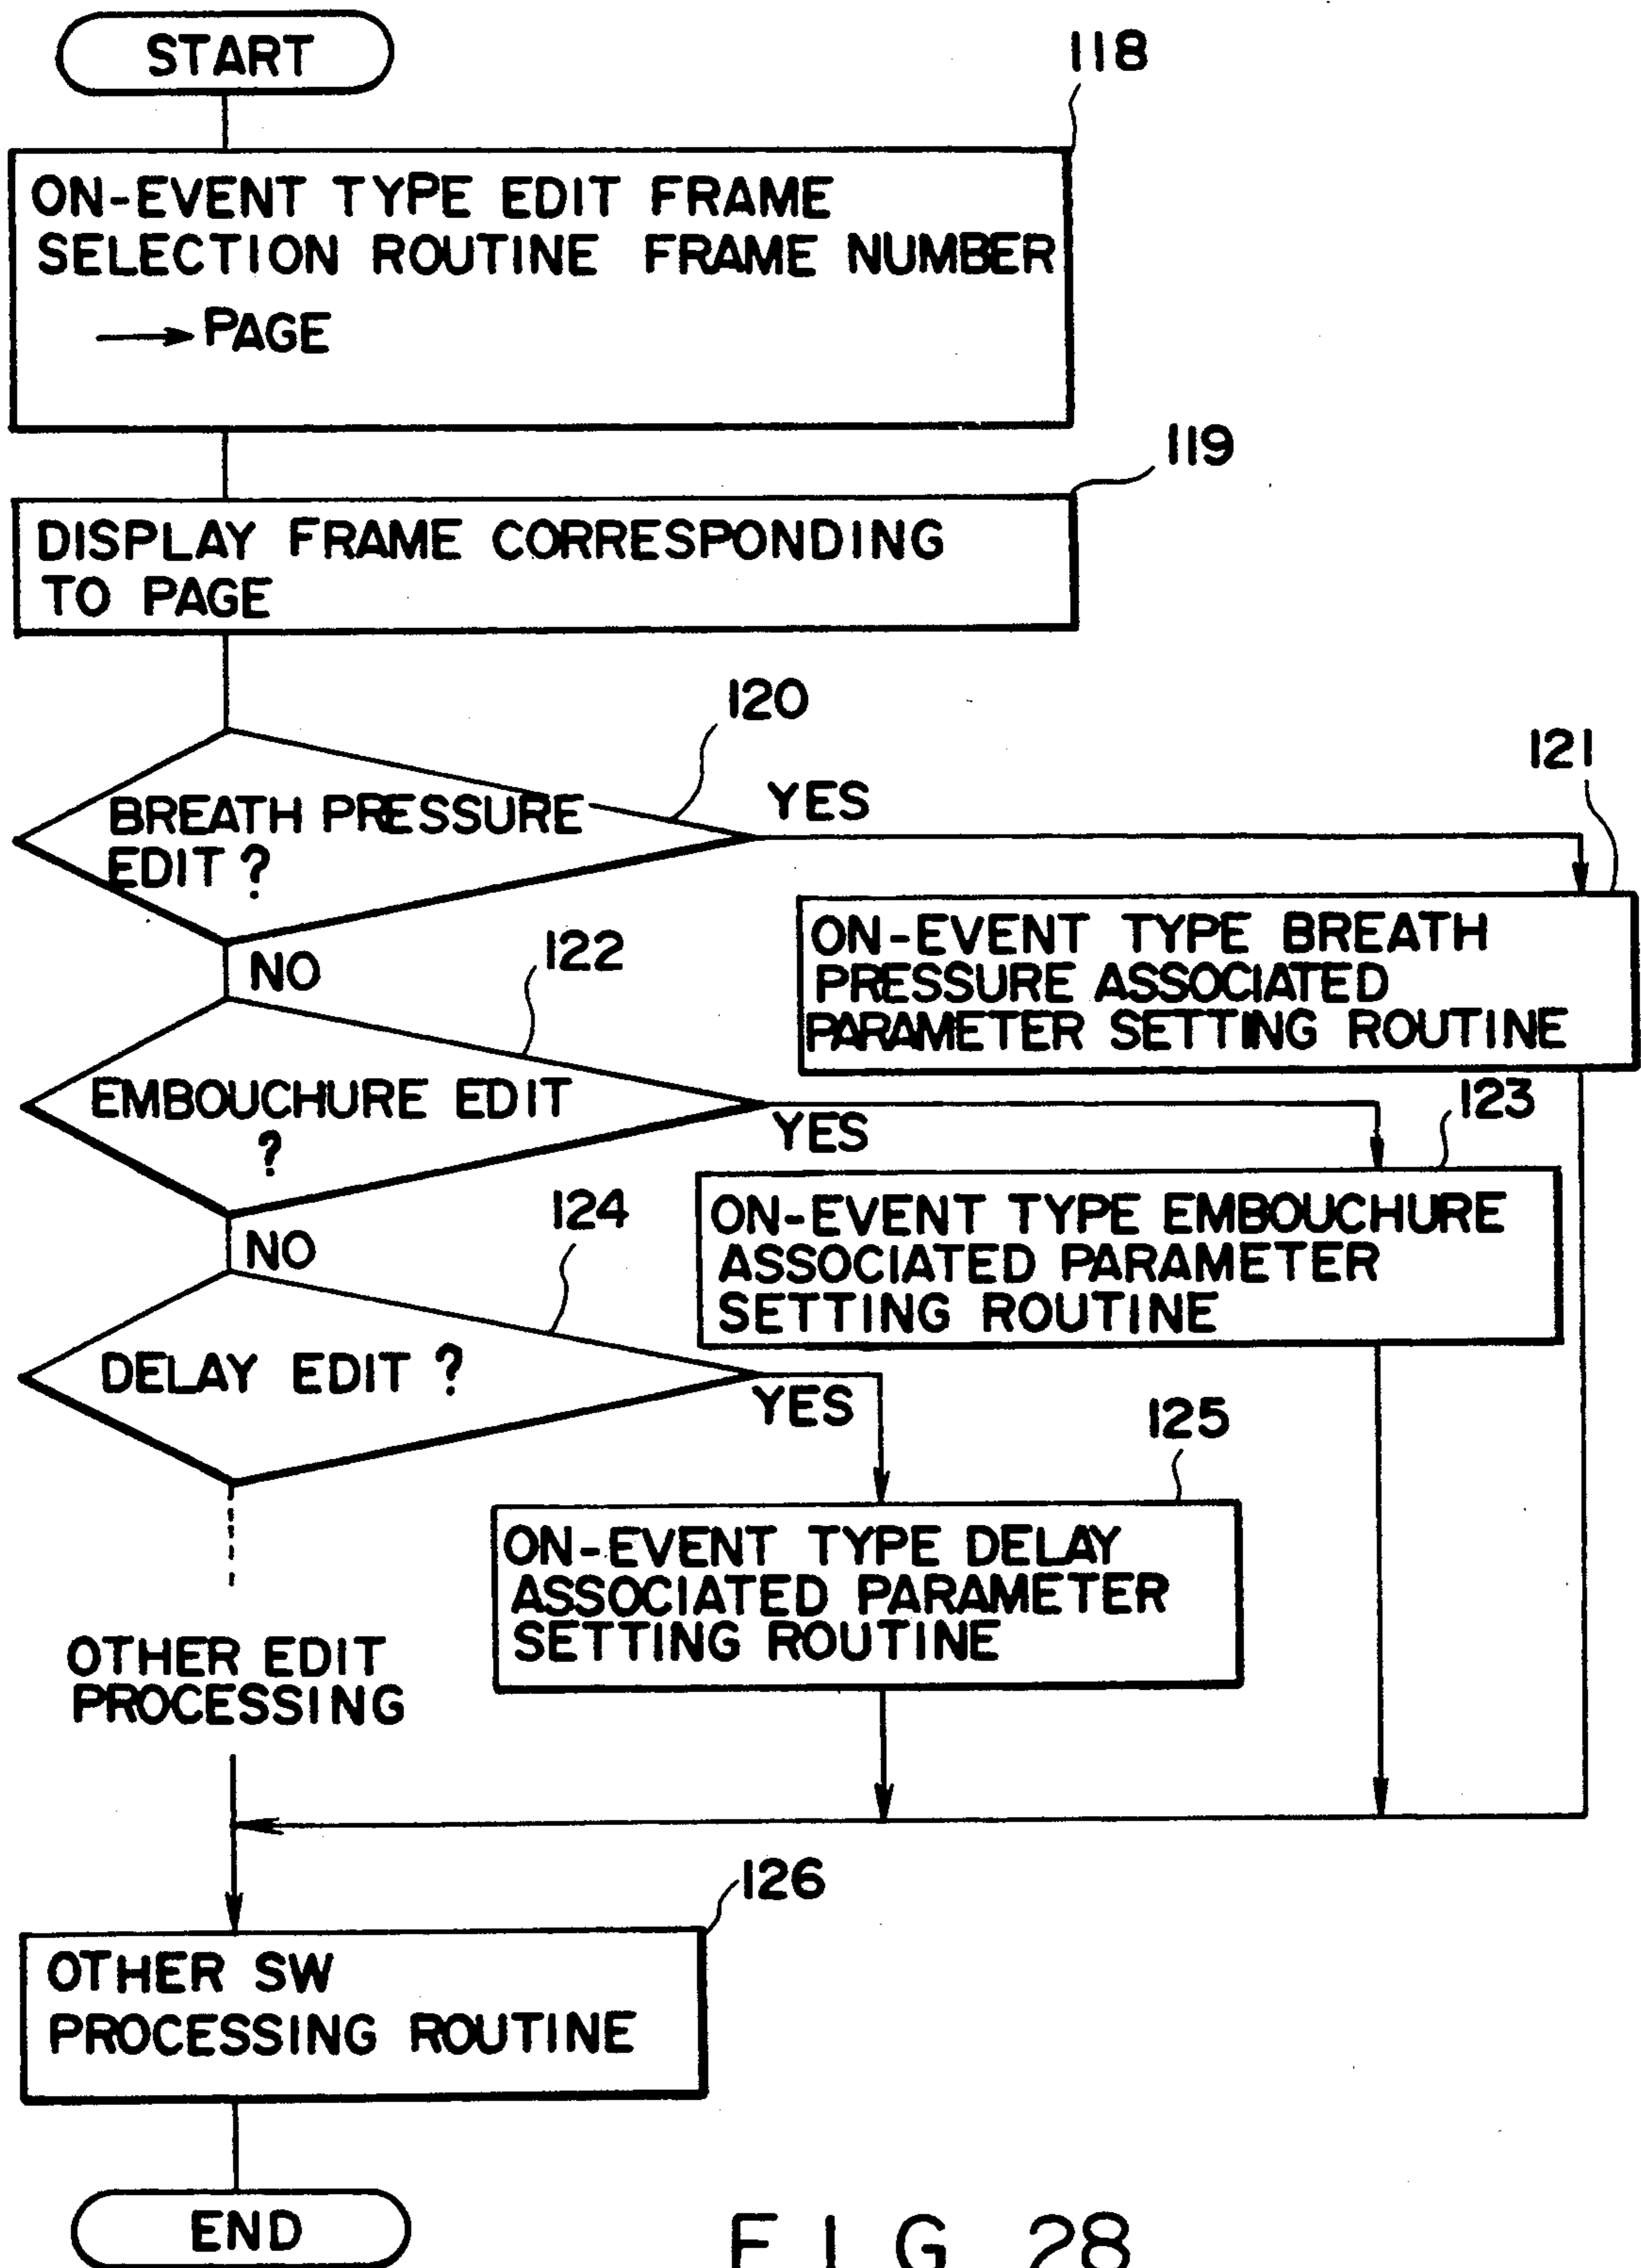 START
118
ON-EVENT TYPE EDIT FRAME
SELECTION ROUTINE FRAME NUMBER
→ PAGE
119
DISPLAY FRAME CORRESPONDING
TO PAGE
120
BREATH PRESSURE
EDIT ?
YES
121
ON-EVENT TYPE BREATH
PRESSURE ASSOCIATED
PARAMETER SETTING ROUTINE
NO
122
EMBOUCHURE EDIT
?
YES
123
ON-EVENT TYPE EMBOUCHURE
ASSOCIATED PARAMETER
SETTING ROUTINE
NO
124
DELAY EDIT ?
YES
125
ON-EVENT TYPE DELAY
ASSOCIATED PARAMETER
SETTING ROUTINE
OTHER EDIT
PROCESSING
126
OTHER SW
PROCESSING ROUTINE
END
FIG 28